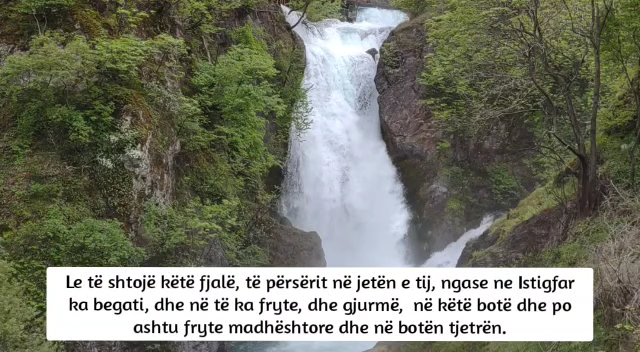 Le të shtojë këtë fjalë, të përsërit në jetën e tij, ngase ne Istigfar
ka begati, dhe në të ka fryte, dhe gjurmë, në këtë botë dhe po
ashtu fryte madhështore dhe në botën tjetrën.